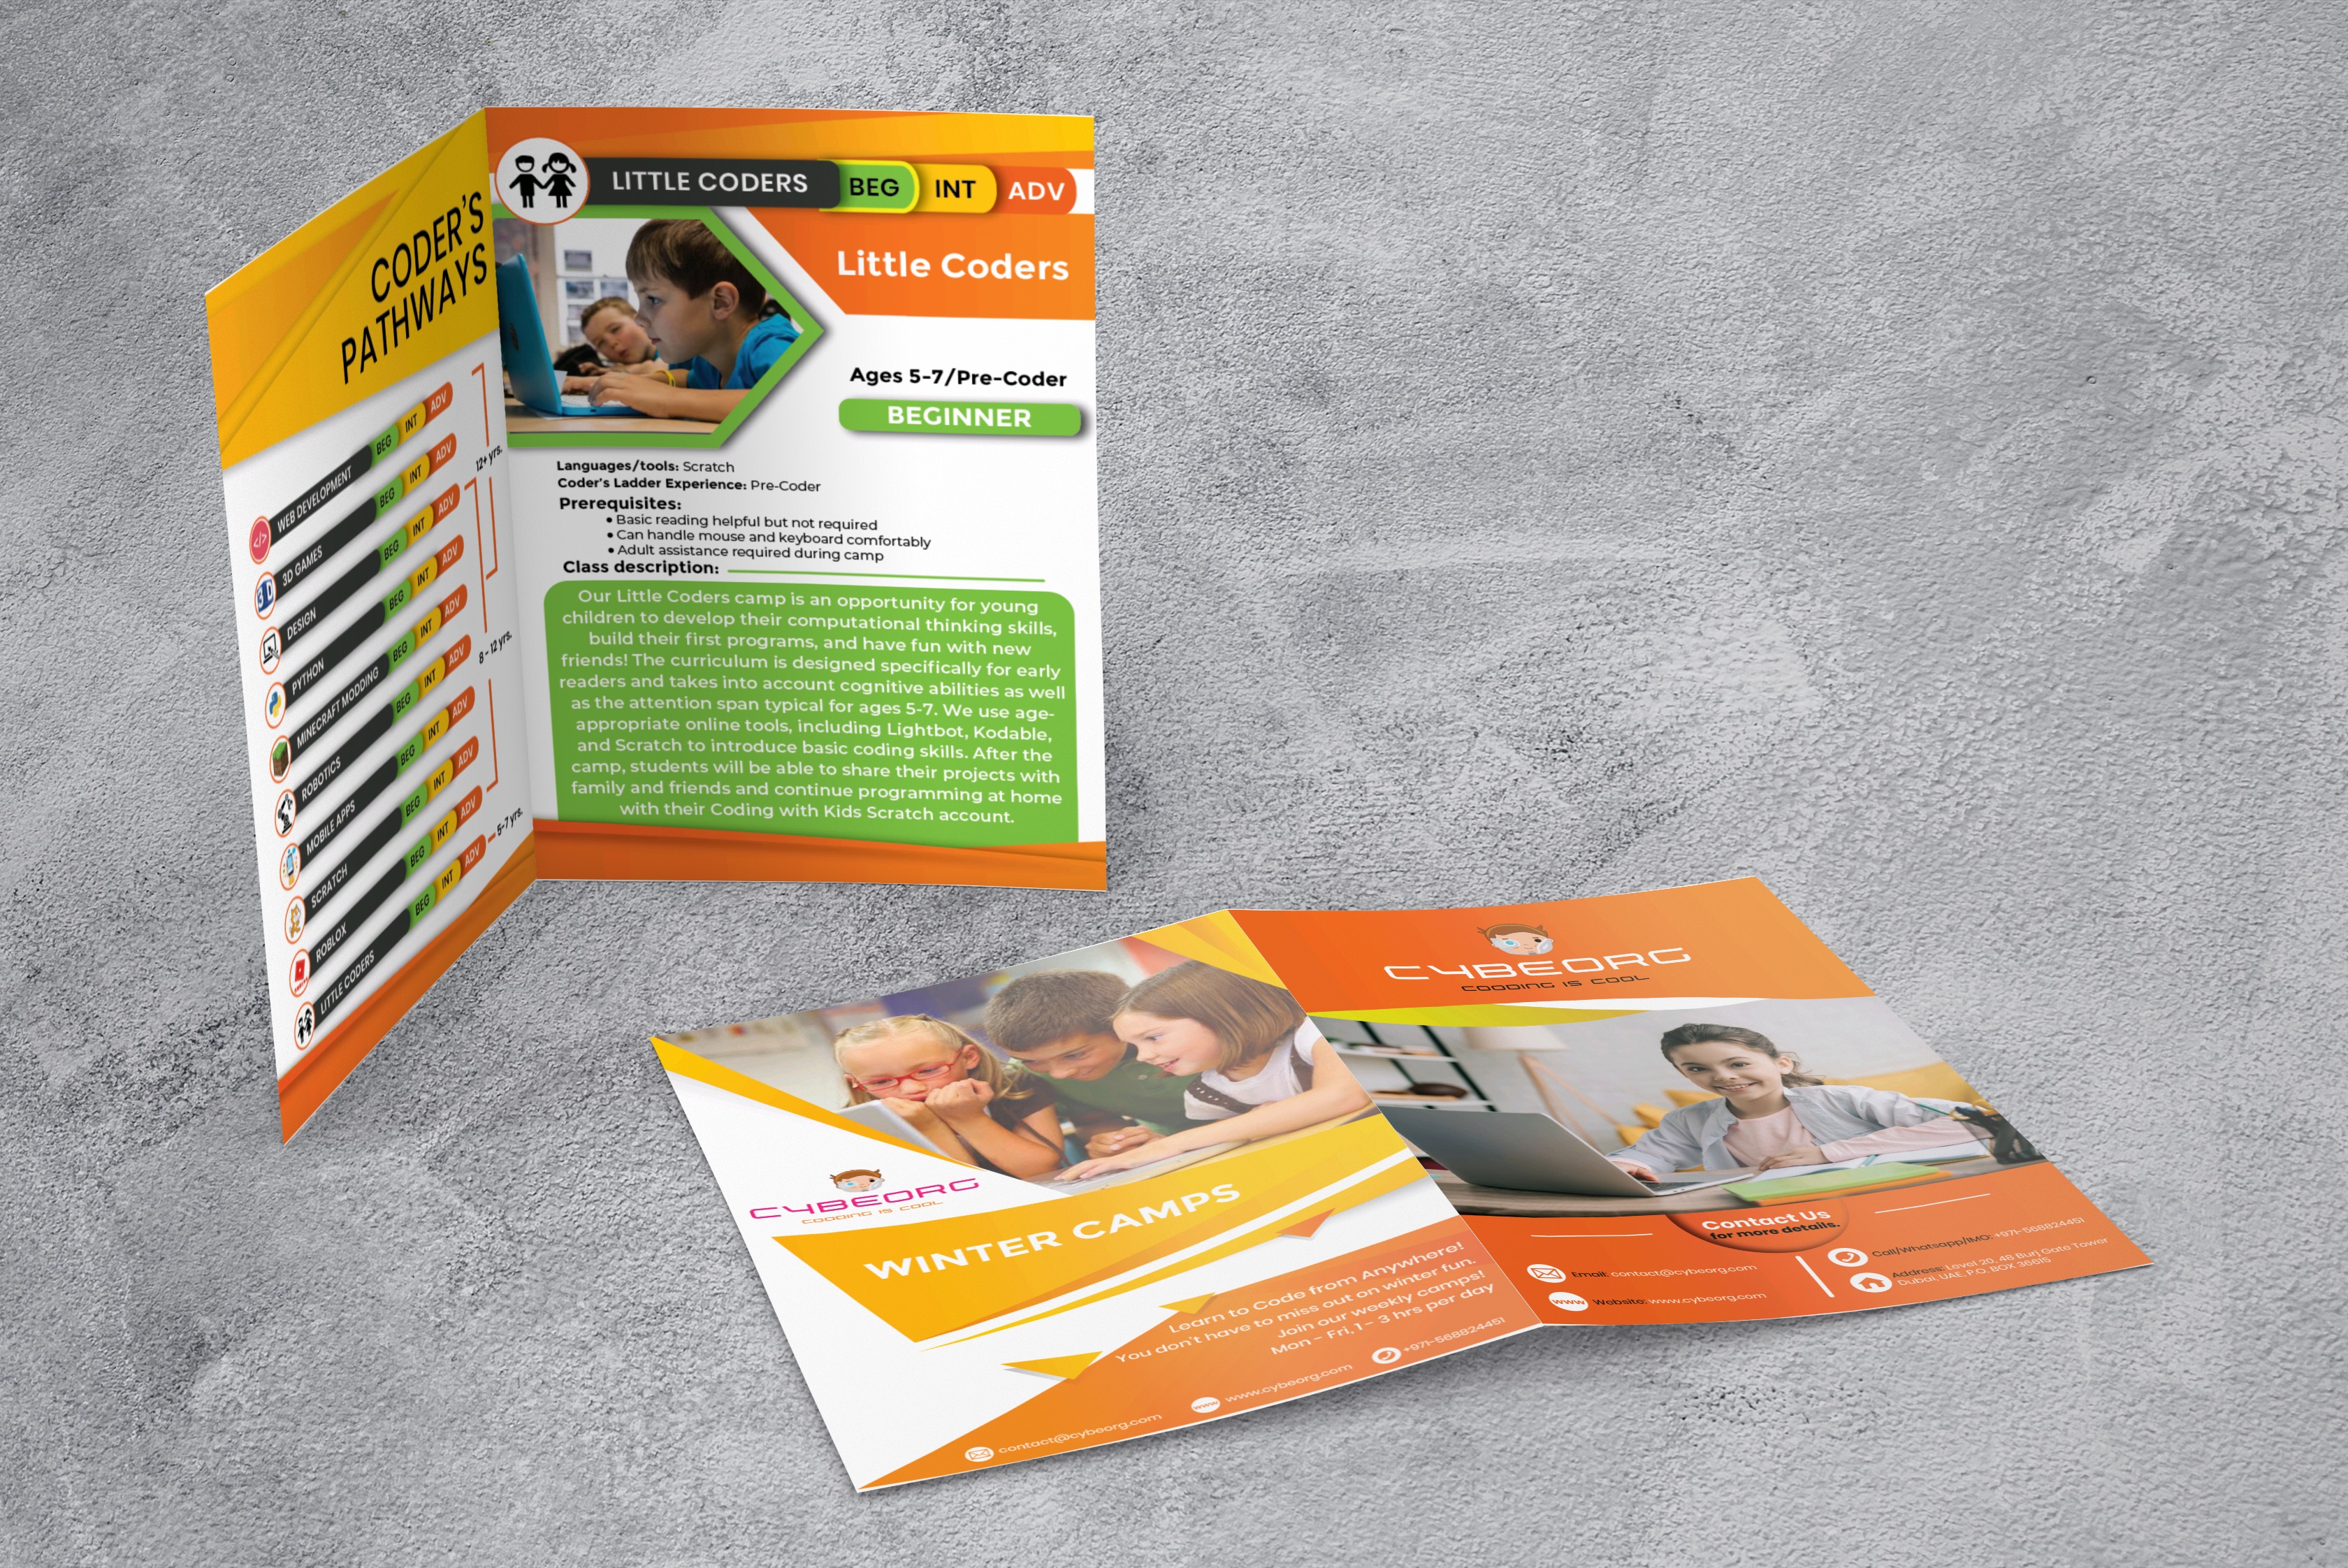 CODER'S
PATHWAYS
WEB DEVELOPMENT BEG INT ADV
3D GAMES BEG INT ADV
DESIGN BEG INT ADV
PYTHON BEG INT ADV
MINECRAFT MODDING BEG INT ADV
ROBOTICS BEG INT ADV
MOBILE APPS BEG INT ADV
SCRATCH BEG INT ADV
ROBLOX BEG INT ADV
LITTLE CODERS BEG INT ADV
12+ yrs.
8 - 12 yrs.
5-7 yrs.
LITTLE CODERS BEG INT ADV
Little Coders
Ages 5-7/Pre-Coder
BEGINNER
Languages/tools: Scratch
Coder's Ladder Experience: Pre-Coder
Prerequisites:
• Basic reading helpful but not required
• Can handle mouse and keyboard comfortably
• Adult assistance required during camp
Class description:
Our Little Coders camp is an opportunity for young
children to develop their computational thinking skills,
build their first programs, and have fun with new
friends! The curriculum is designed specifically for early
readers and takes into account cognitive abilities as well
as the attention span typical for ages 5-7. We use age-
appropriate online tools, including Lightbot, Kodable,
and Scratch to introduce basic coding skills. After the
camp, students will be able to share their projects with
family and friends and continue programming at home
with their Coding with Kids Scratch account.
CYBEORG
COODING IS COOL
WINTER CAMPS
Learn to Code from Anywhere!
You don't have to miss out on winter fun.
Join our weekly camps!
Mon - Fri, 1 - 3 hrs per day
contact@cybeorg.com
www www.cybeorg.com
+971-568824451
CYBEORG
COODING IS COOL
Contact Us
for more details.
Email: contact@cybeorg.com
www Website: www.cybeorg.com
Call/Whatsapp/IMO: +971-568824451
Address: Level 20, 48 Burj Gate Tower
Dubai, UAE, P.O. BOX 36615